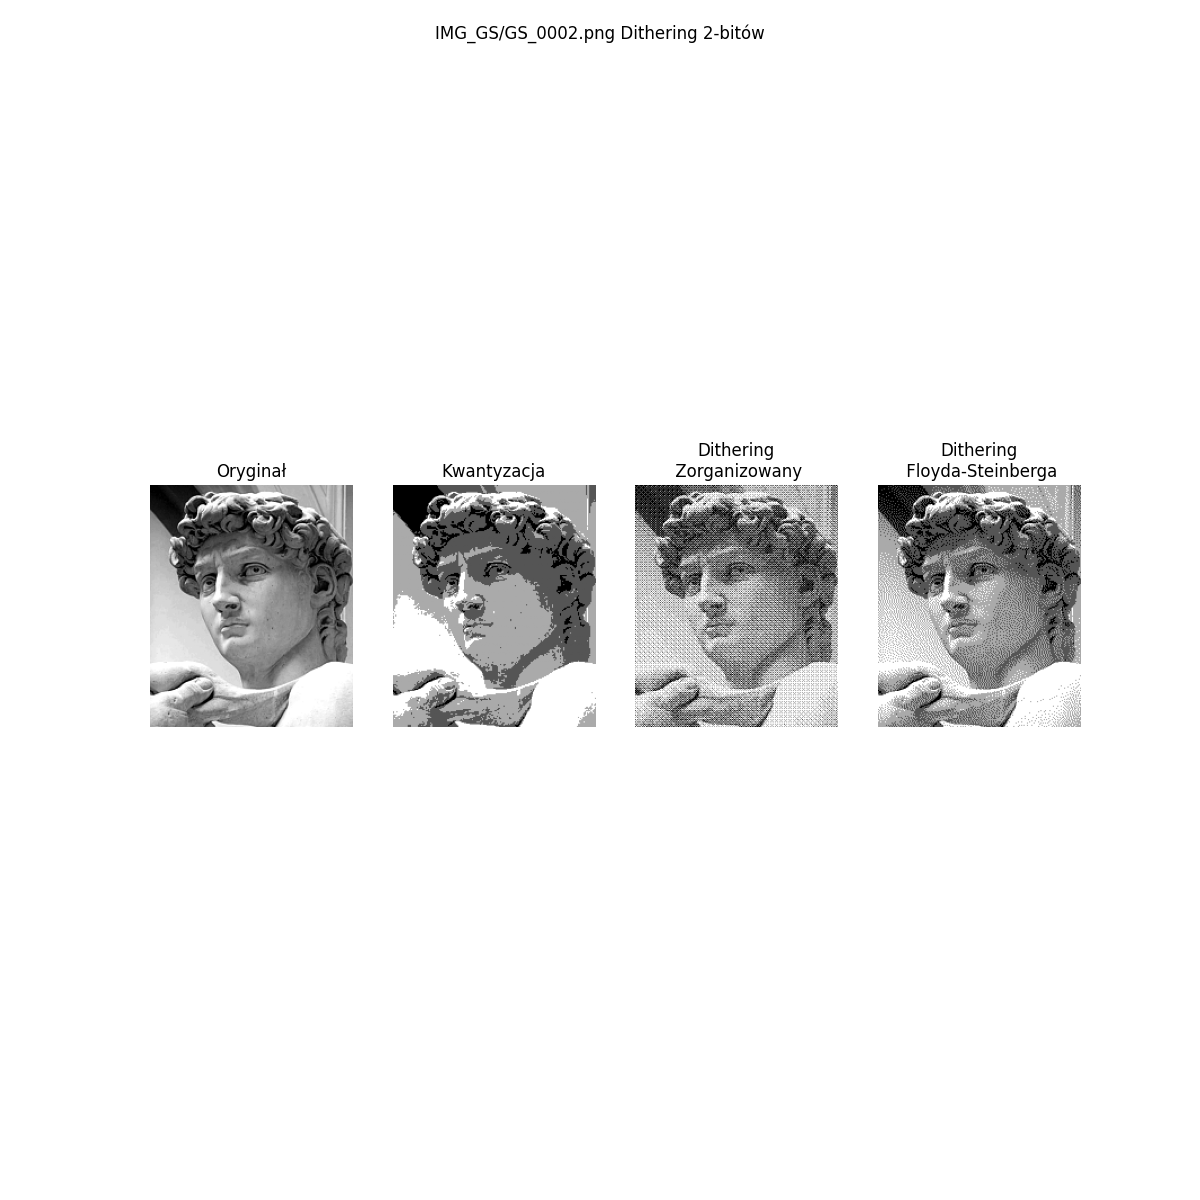 IMG_GS/GS_0002.png Dithering 2-bitów
Oryginał
Kwantyzacja
Dithering
Zorganizowany
Dithering
Floyda-Steinberga